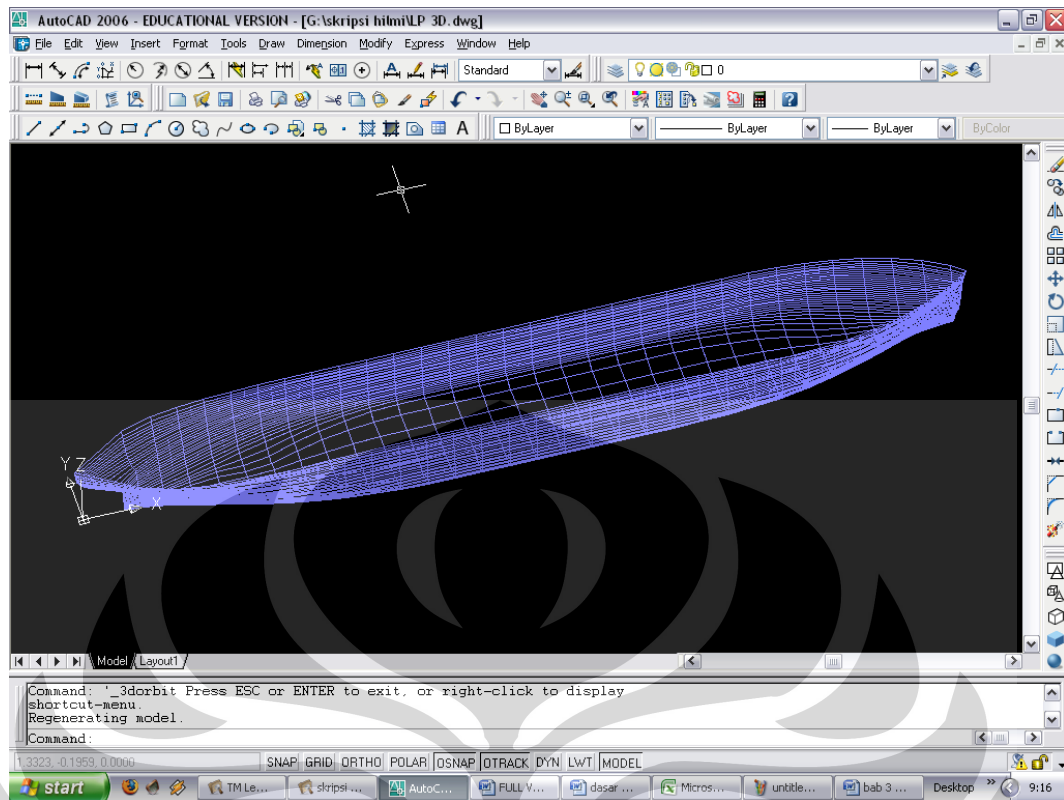 AutoCAD 2006 - EDUCATIONAL VERSION - [G:\skripsi hilmi\LP 3D.dwg]
File Edit View Insert Format Tools Draw Dimension Modify Express Window Help
Standard 0
A ByLayer ByLayer ByLayer ByColor
Y Z
X
Model Layout1
Command: '_3dorbit Press ESC or ENTER to exit, or right-click to display
shortcut-menu.
Regenerating model.
Command:
1.3323, -0.1959, 0.0000 SNAP GRID ORTHO POLAR OSNAP OTRACK DYN LWT MODEL
start TM Le... skripsi ... AutoC... FULL V... dasar ... Micros... untitle... bab 3 ... Desktop » 9:16